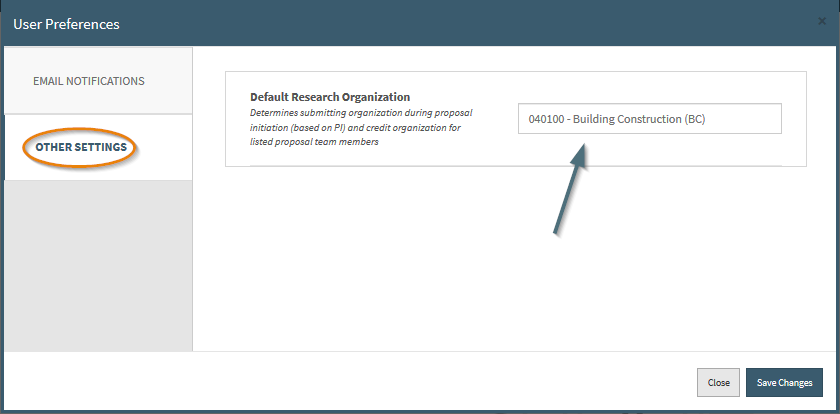 User Preferences
×
EMAIL NOTIFICATIONS
OTHER SETTINGS
Default Research Organization
Determines submitting organization during proposal
initiation (based on PI) and credit organization for
listed proposal team members
040100 - Building Construction (BC)
Close
Save Changes